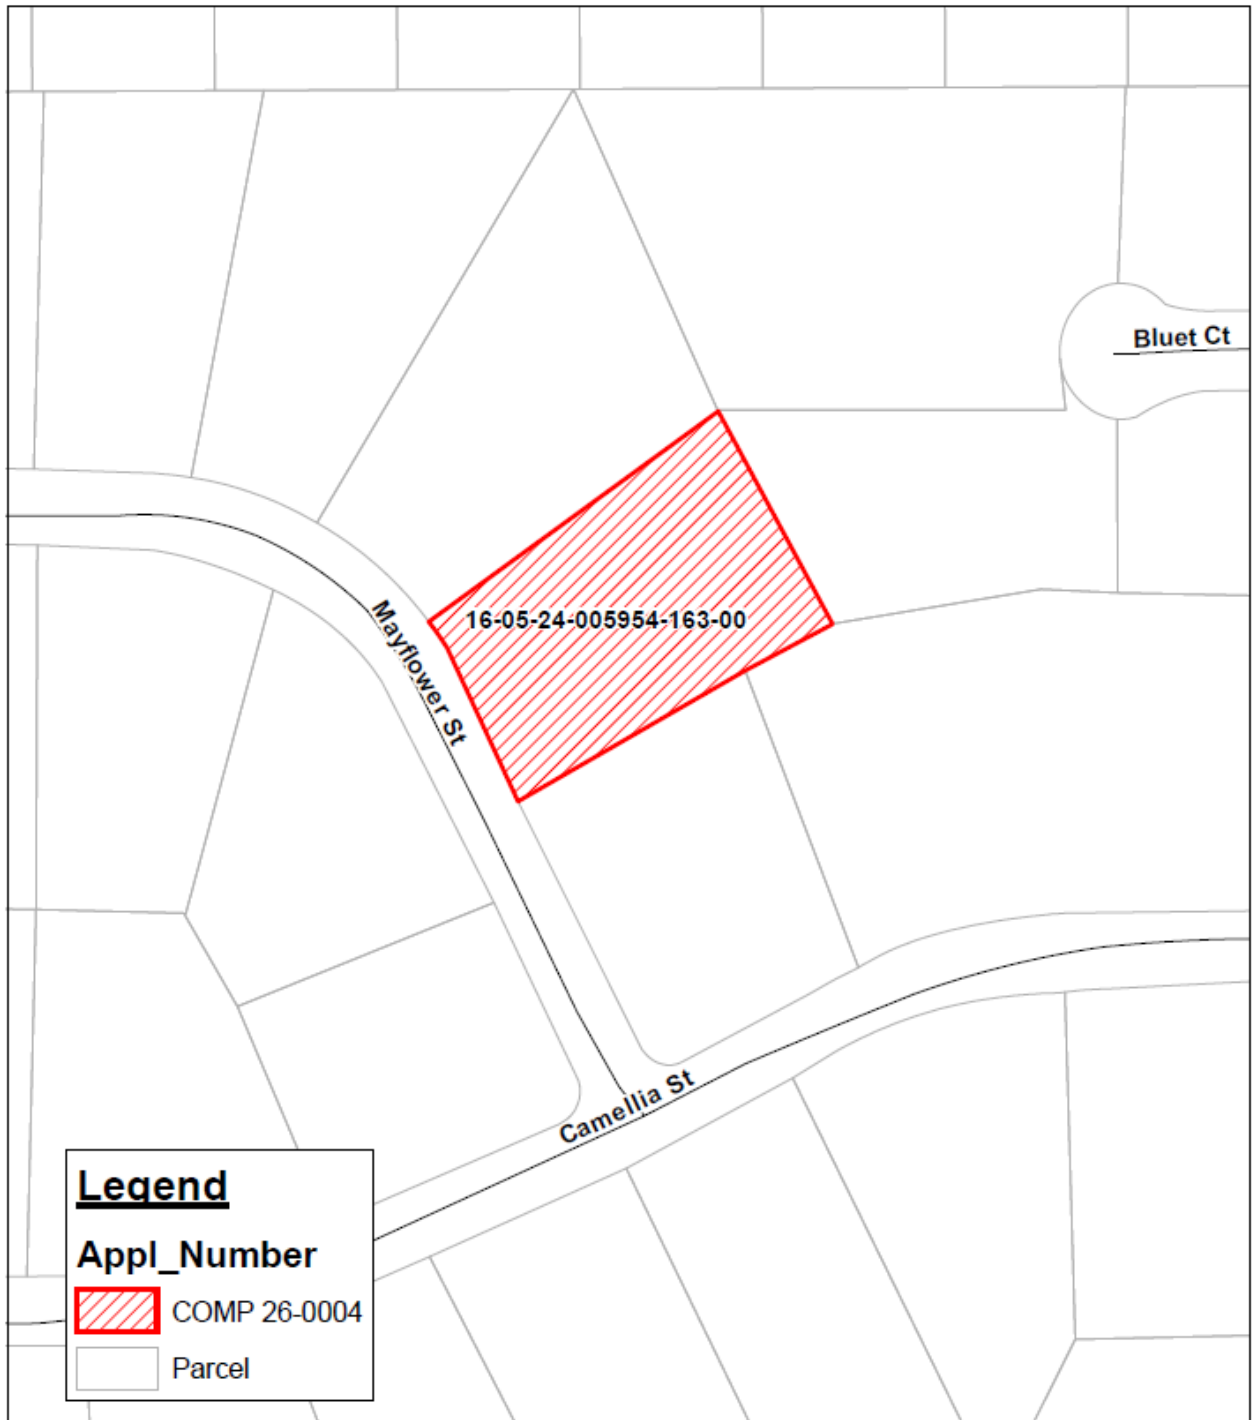 Bluet Ct
16-05-24-005954-163-00
Mayflower St
Camellia St
Legend
Appl_Number
COMP 26-0004
Parcel